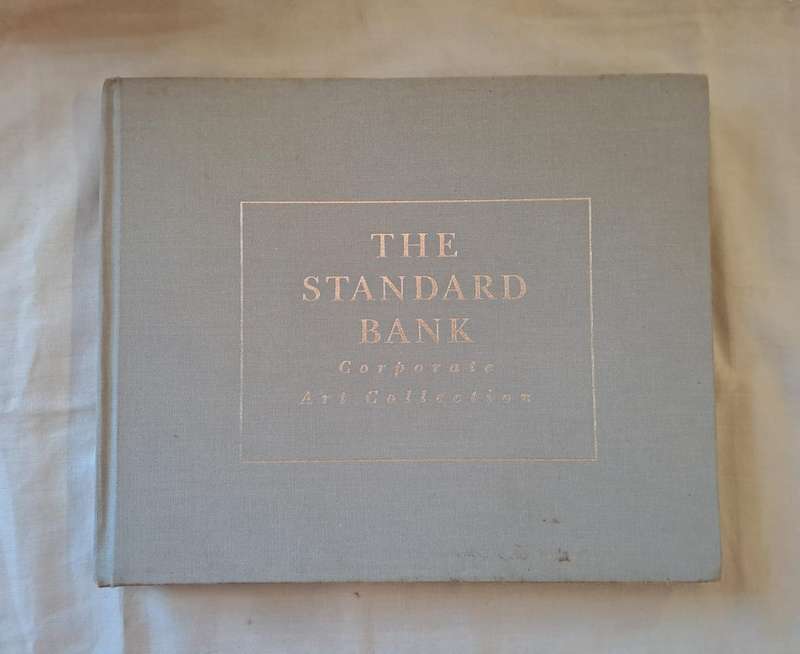 THE
STANDARD
BANK
Corporate
Art Collection